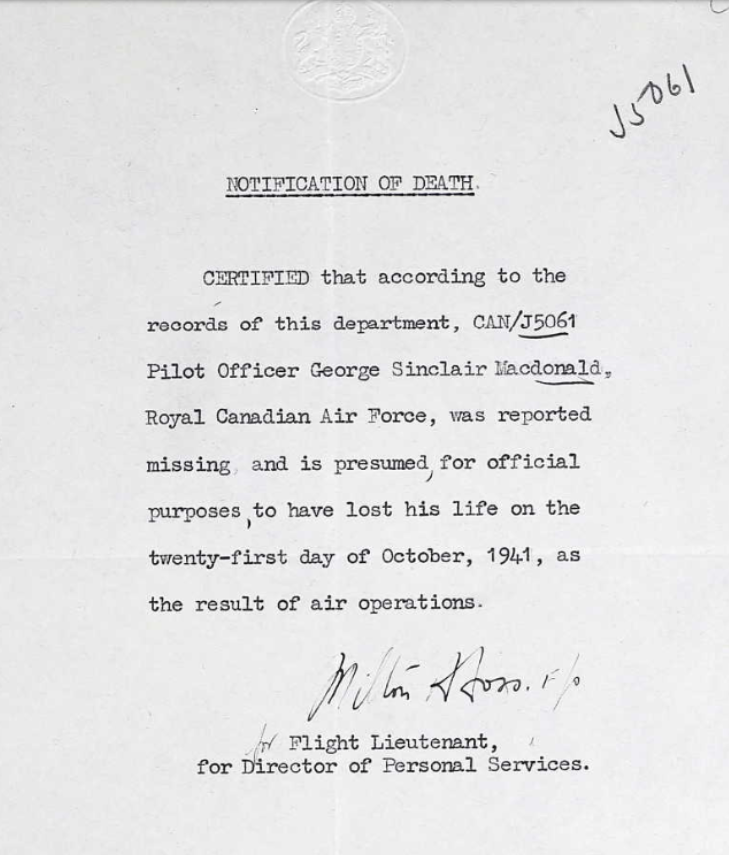 J5061
NOTIFICATION OF DEATH.
CERTIFIED that according to the
records of this department, CAN/J5061
Pilot Officer George Sinclair Macdonald,
Royal Canadian Air Force, was reported
missing and is presumed, for official
purposes, to have lost his life on the
twenty-first day of October, 1941, as
the result of air operations.
Milton F/O
for Flight Lieutenant,
for Director of Personal Services.